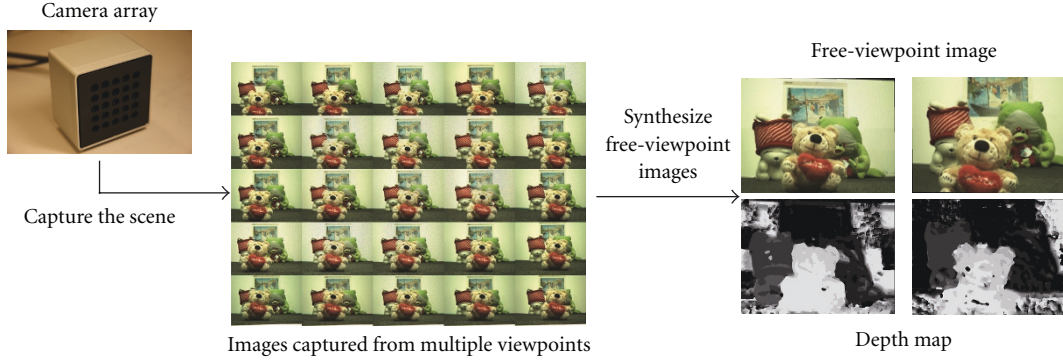 Camera array
Capture the scene
Images captured from multiple viewpoints
Synthesize
free-viewpoint
images
Free-viewpoint image
Depth map